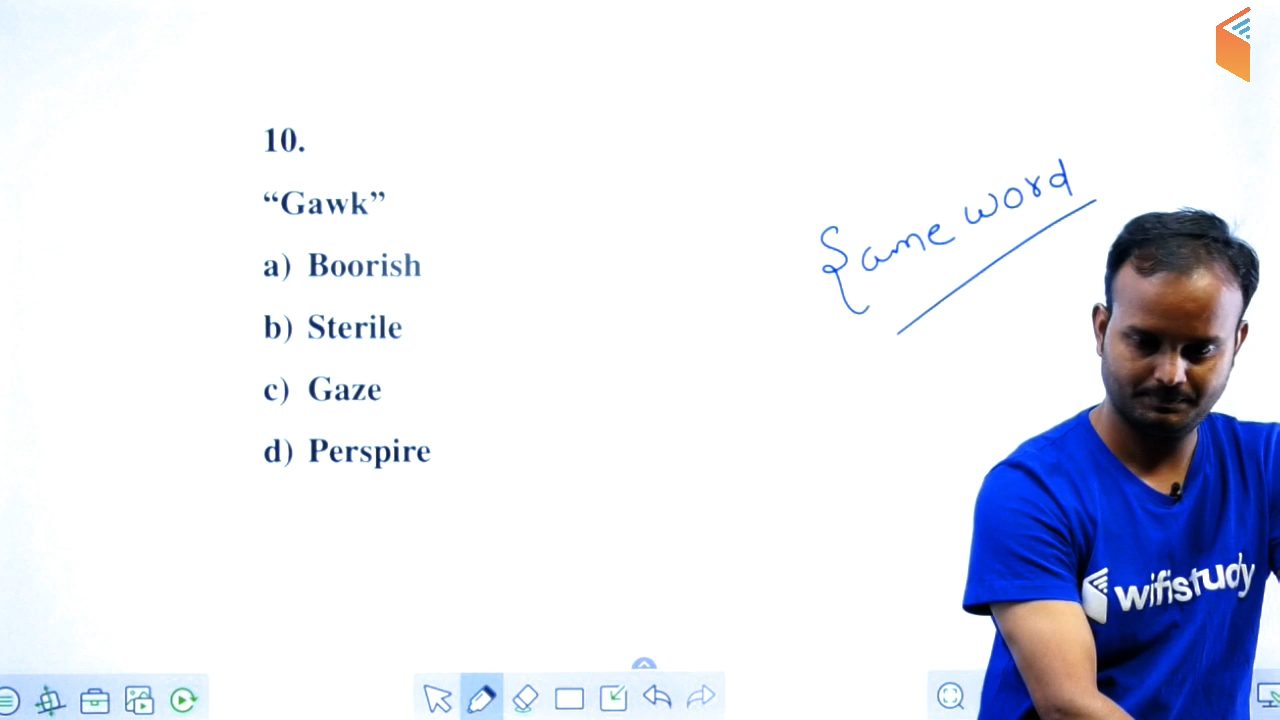 10.
“Gawk”
a) Boorish
b) Sterile
c) Gaze
d) Perspire
Same word
wifistudy